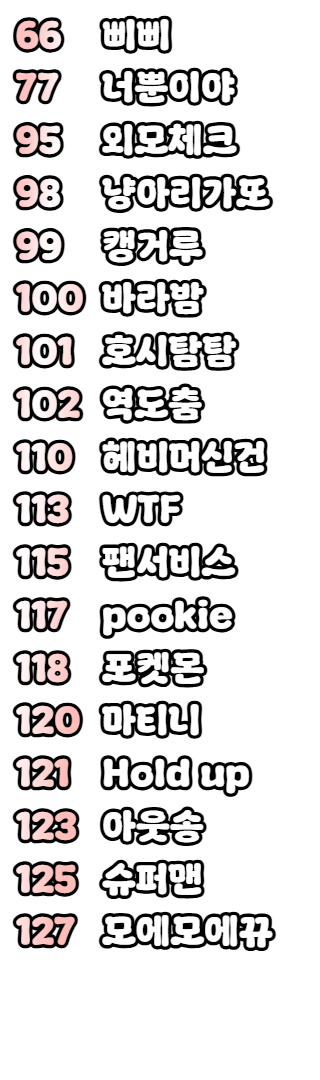 66 삐삐
77 너뿐이야
95 외모체크
98 냥아리가또
99 캥거루
100 바라밤
101 호시탐탐
102 역도춤
110 헤비머신건
113 WTF
115 팬서비스
117 pookie
118 포켓몬
120 마티니
121 Hold up
123 아웃송
125 슈퍼맨
127 모에모에뀨